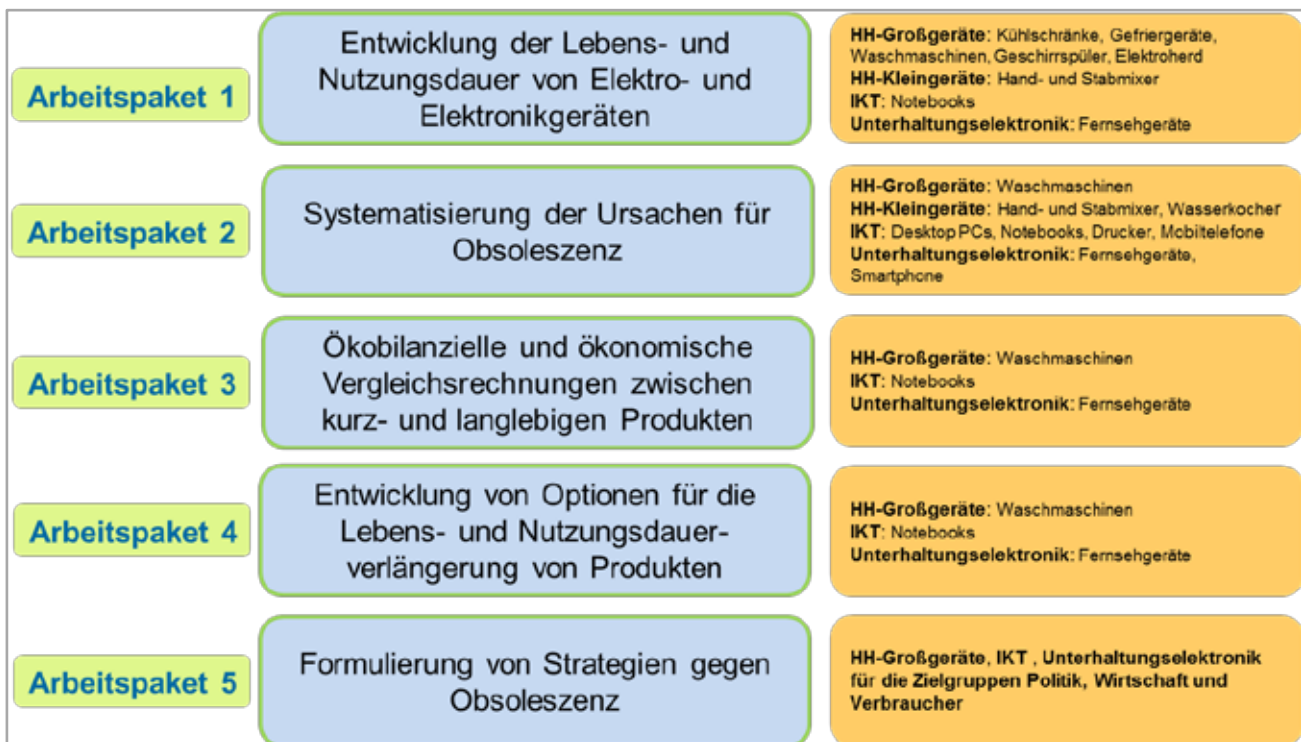 Arbeitspaket 1
Entwicklung der Lebens- und
Nutzungsdauer von Elektro- und
Elektronikgeräten
HH-Großgeräte: Kühlschränke, Gefriergeräte,
Waschmaschinen, Geschirrspüler, Elektroherd
HH-Kleingeräte: Hand- und Stabmixer
IKT: Notebooks
Unterhaltungselektronik: Fernsehgeräte
Arbeitspaket 2
Systematisierung der Ursachen für
Obsoleszenz
HH-Großgeräte: Waschmaschinen
HH-Kleingeräte: Hand- und Stabmixer, Wasserkocher
IKT: Desktop PCs, Notebooks, Drucker, Mobiltelefone
Unterhaltungselektronik: Fernsehgeräte,
Smartphone
Arbeitspaket 3
Ökobilanzielle und ökonomische
Vergleichsrechnungen zwischen
kurz- und langlebigen Produkten
HH-Großgeräte: Waschmaschinen
IKT: Notebooks
Unterhaltungselektronik: Fernsehgeräte
Arbeitspaket 4
Entwicklung von Optionen für die
Lebens- und Nutzungsdauer-
verlängerung von Produkten
HH-Großgeräte: Waschmaschinen
IKT: Notebooks
Unterhaltungselektronik: Fernsehgeräte
Arbeitspaket 5
Formulierung von Strategien gegen
Obsoleszenz
HH-Großgeräte, IKT , Unterhaltungselektronik
für die Zielgruppen Politik, Wirtschaft und
Verbraucher